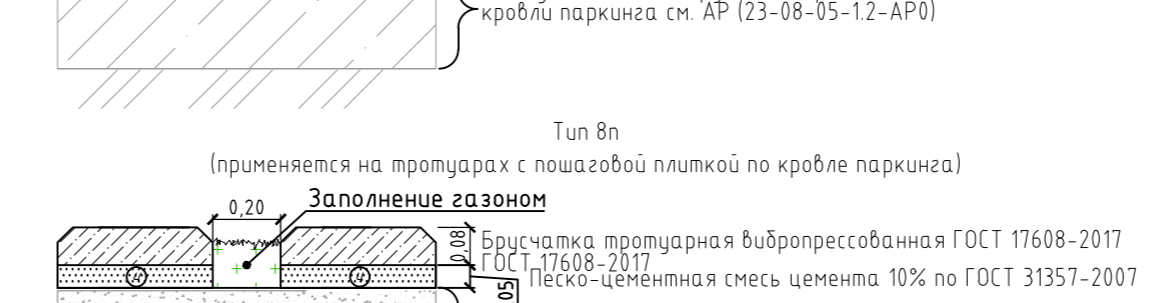 кровли паркинга см. АР (23-08-05-1.2-АР0)
Тип 8п
(применяется на тротуарах с пошаговой плиткой по кровле паркинга)
Заполнение газоном
0,20
0,08
Брусчатка тротуарная вибропрессованная ГОСТ 17608-2017
ГОСТ 17608-2017
Песко-цементная смесь цемента 10% по ГОСТ 31357-2007
4
4
05